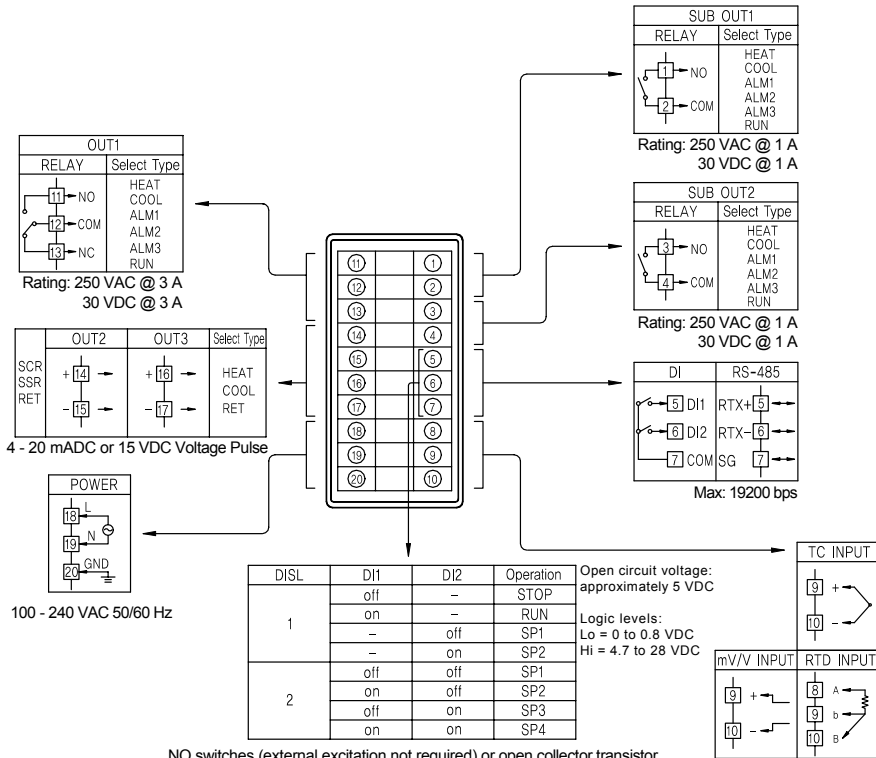 SUB OUT1
RELAY Select Type
1 NO
2 COM
HEAT
COOL
ALM1
ALM2
ALM3
RUN
Rating: 250 VAC @ 1 A
30 VDC @ 1 A
OUT1
RELAY Select Type
11 NO
12 COM
13 NC
HEAT
COOL
ALM1
ALM2
ALM3
RUN
Rating: 250 VAC @ 3 A
30 VDC @ 3 A
SUB OUT2
RELAY Select Type
3 NO
4 COM
HEAT
COOL
ALM1
ALM2
ALM3
RUN
Rating: 250 VAC @ 1 A
30 VDC @ 1 A
11 1
12 2
13 3
14 4
15 5
16 6
17 7
18 8
19 9
20 10
OUT2 OUT3 Select Type
SCR
SSR
RET
+ 14 + 16
- 15 - 17
HEAT
COOL
RET
4 - 20 mADC or 15 VDC Voltage Pulse
DI RS-485
5 DI1 RTX+ 5
6 DI2 RTX- 6
7 COM SG 7
Max: 19200 bps
POWER
18 L
19 N
20 GND
100 - 240 VAC 50/60 Hz
DISL DI1 DI2 Operation
1 off – STOP
on – RUN
– off SP1
– on SP2
2 off off SP1
on off SP2
off on SP3
on on SP4
Open circuit voltage:
approximately 5 VDC
Logic levels:
Lo = 0 to 0.8 VDC
Hi = 4.7 to 28 VDC
TC INPUT
9 +
10 -
mV/V INPUT RTD INPUT
9 +
10 -
8 A
9 b
10 B
NO switches (external excitation not required) or open collector transistor